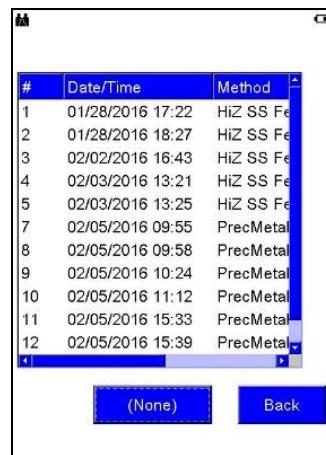 # Date/Time Method
1 01/28/2016 17:22 HiZ SS Fe
2 01/28/2016 18:27 HiZ SS Fe
3 02/02/2016 16:43 HiZ SS Fe
4 02/03/2016 13:21 HiZ SS Fe
5 02/03/2016 13:25 HiZ SS Fe
7 02/05/2016 09:55 PrecMetal
8 02/05/2016 09:58 PrecMetal
9 02/05/2016 10:24 PrecMetal
10 02/05/2016 11:12 PrecMetal
11 02/05/2016 15:33 PrecMetal
12 02/05/2016 15:39 PrecMetal
(None) Back